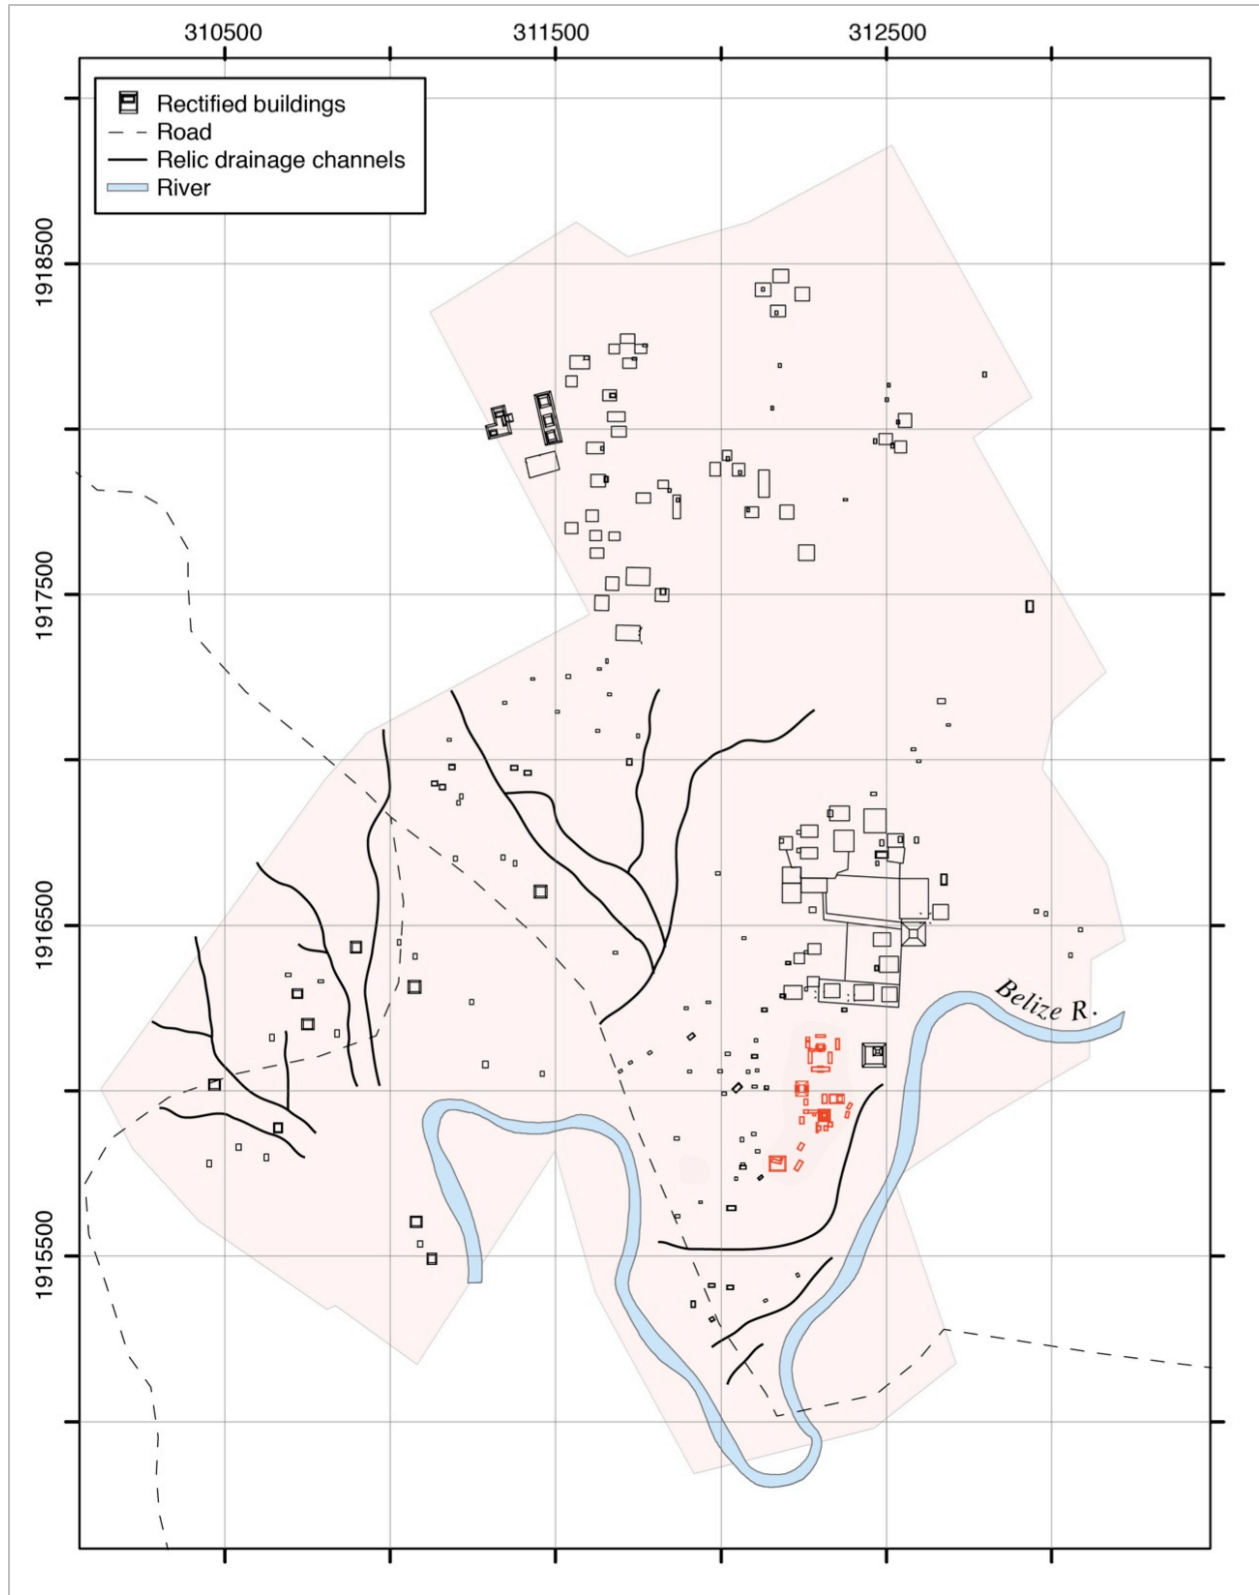 310500 311500 312500
Rectified buildings
Road
Relic drainage channels
River
1918500
1917500
1916500
1915500
Belize R.